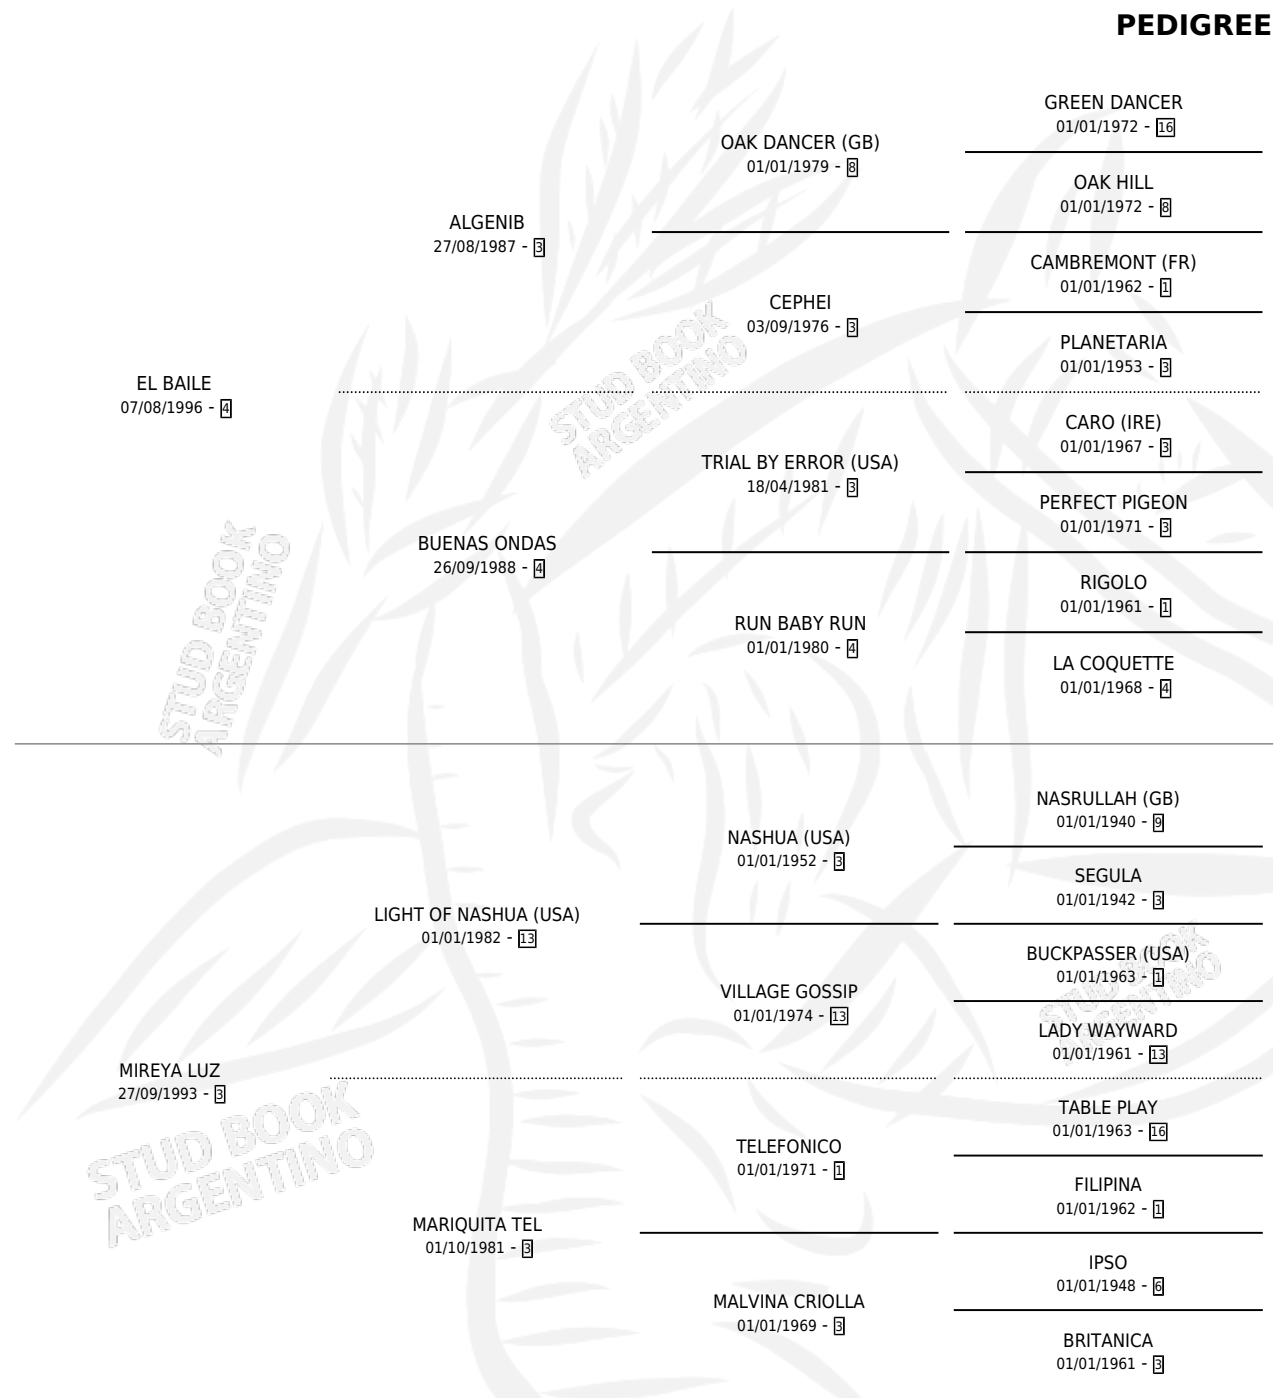 PEDIGREE
GREEN DANCER
01/01/1972 - 16
OAK DANCER (GB)
01/01/1979 - 8
OAK HILL
01/01/1972 - 8
ALGENIB
27/08/1987 - 3
CAMBREMONT (FR)
01/01/1962 - 1
CEPHEI
03/09/1976 - 3
PLANETARIA
01/01/1953 - 3
EL BAILE
07/08/1996 - 4
CARO (IRE)
01/01/1967 - 3
TRIAL BY ERROR (USA)
18/04/1981 - 3
PERFECT PIGEON
01/01/1971 - 3
BUENAS ONDAS
26/09/1988 - 4
RIGOLO
01/01/1961 - 1
RUN BABY RUN
01/01/1980 - 4
LA COQUETTE
01/01/1968 - 4
NASRULLAH (GB)
01/01/1940 - 9
NASHUA (USA)
01/01/1952 - 3
SEGULA
01/01/1942 - 3
LIGHT OF NASHUA (USA)
01/01/1982 - 13
BUCKPASSER (USA)
01/01/1963 - 1
VILLAGE GOSSIP
01/01/1974 - 13
LADY WAYWARD
01/01/1961 - 13
MIREYA LUZ
27/09/1993 - 3
TABLE PLAY
01/01/1963 - 16
TELEFONICO
01/01/1971 - 1
FILIPINA
01/01/1962 - 1
MARIQUITA TEL
01/10/1981 - 3
IPSO
01/01/1948 - 6
MALVINA CRIOLLA
01/01/1969 - 3
BRITANICA
01/01/1961 - 3
STUD BOOK
ARGENTINO
STUD BOOK
ARGENTINO
STUD BOOK
ARGENTINO
STUD BOOK
ARGENTINO